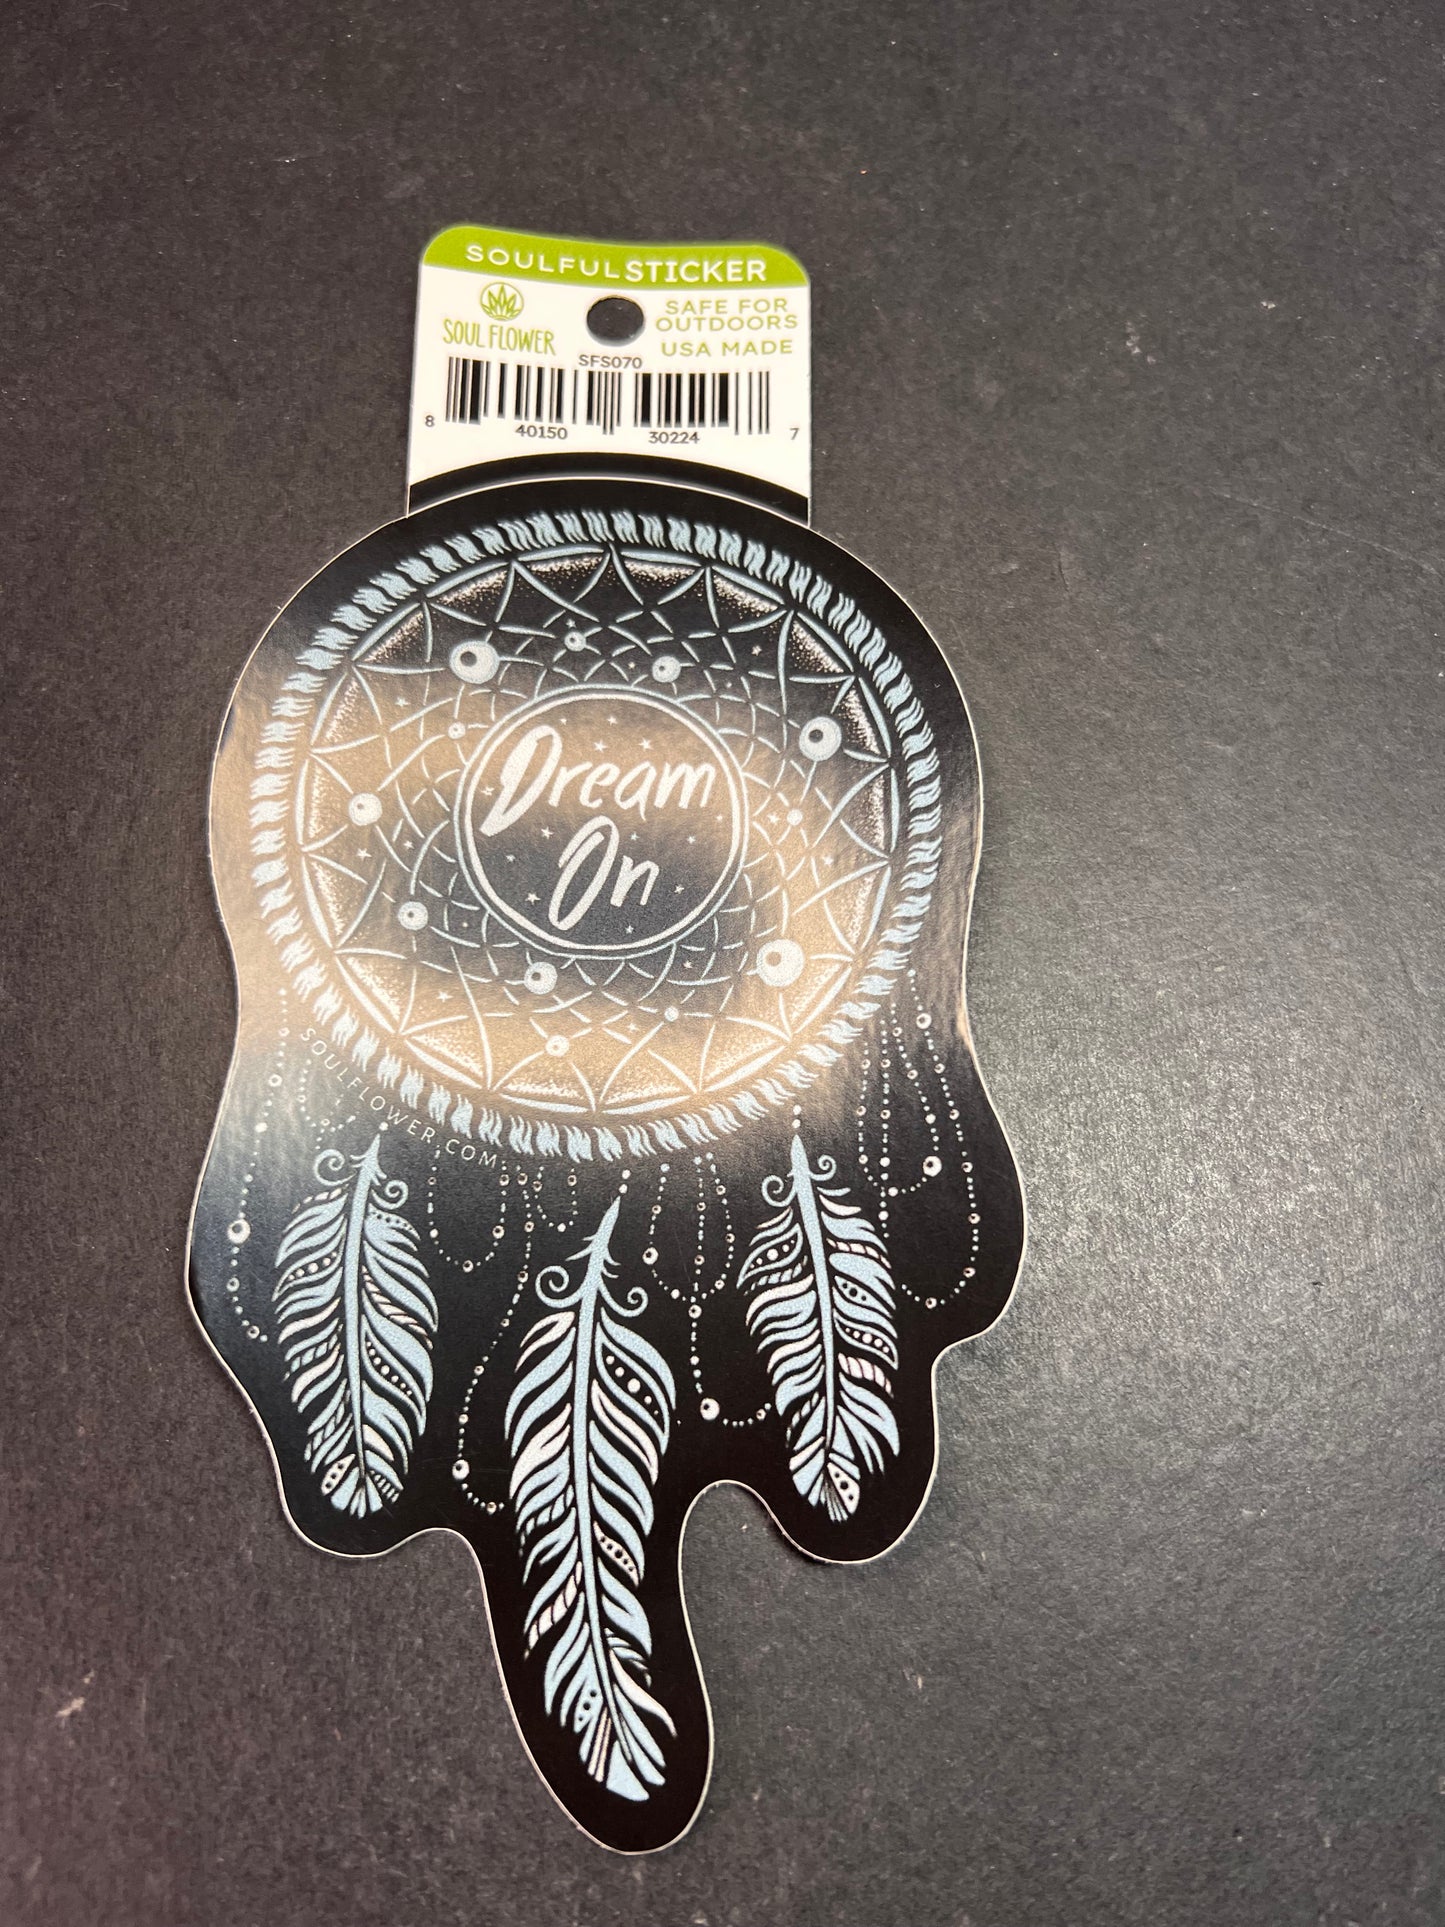 SOULFULSTICKER
SOUL FLOWER
SAFE FOR
OUTDOORS
USA MADE
SFS070
8 40150 30224 7
Dream
On
SOULFLOWER.COM